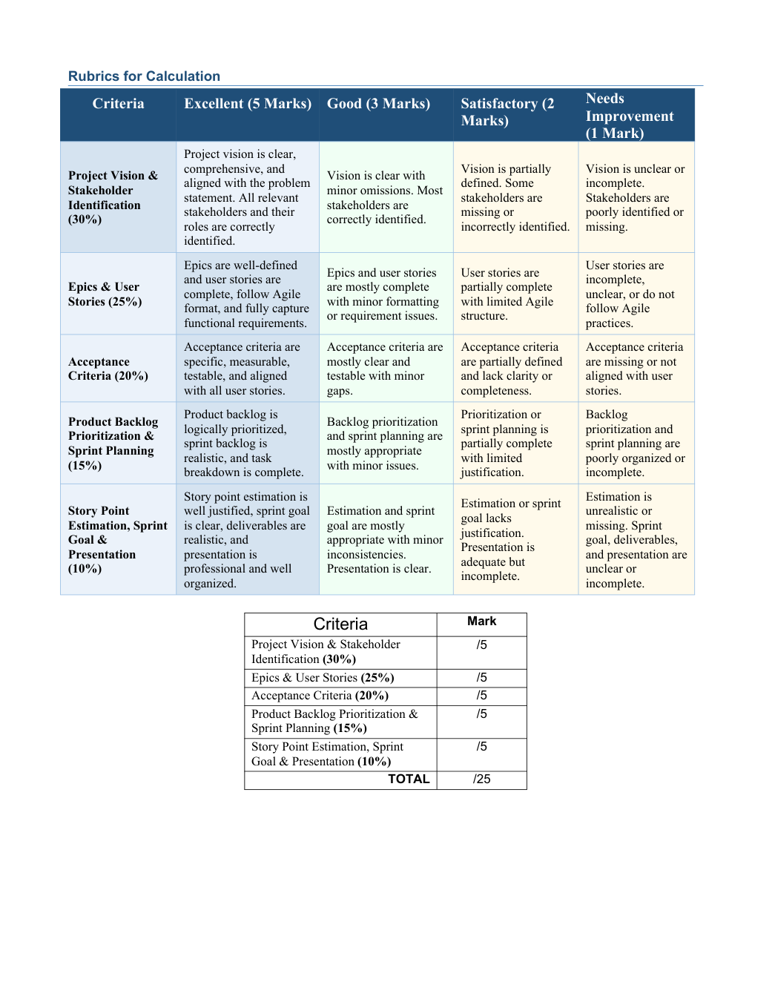 Rubrics for Calculation
Criteria
Excellent (5 Marks)
Good (3 Marks)
Satisfactory (2
Marks)
Needs
Improvement
(1 Mark)
Project Vision &
Stakeholder
Identification
(30%)
Project vision is clear,
comprehensive, and
aligned with the problem
statement. All relevant
stakeholders and their
roles are correctly
identified.
Vision is clear with
minor omissions. Most
stakeholders are
correctly identified.
Vision is partially
defined. Some
stakeholders are
missing or
incorrectly identified.
Vision is unclear or
incomplete.
Stakeholders are
poorly identified or
missing.
Epics & User
Stories (25%)
Epics are well-defined
and user stories are
complete, follow Agile
format, and fully capture
functional requirements.
Epics and user stories
are mostly complete
with minor formatting
or requirement issues.
User stories are
partially complete
with limited Agile
structure.
User stories are
incomplete,
unclear, or do not
follow Agile
practices.
Acceptance
Criteria (20%)
Acceptance criteria are
specific, measurable,
testable, and aligned
with all user stories.
Acceptance criteria are
mostly clear and
testable with minor
gaps.
Acceptance criteria
are partially defined
and lack clarity or
completeness.
Acceptance criteria
are missing or not
aligned with user
stories.
Product Backlog
Prioritization &
Sprint Planning
(15%)
Product backlog is
logically prioritized,
sprint backlog is
realistic, and task
breakdown is complete.
Backlog prioritization
and sprint planning are
mostly appropriate
with minor issues.
Prioritization or
sprint planning is
partially complete
with limited
justification.
Backlog
prioritization and
sprint planning are
poorly organized or
incomplete.
Story Point
Estimation, Sprint
Goal &
Presentation
(10%)
Story point estimation is
well justified, sprint goal
is clear, deliverables are
realistic, and
presentation is
professional and well
organized.
Estimation and sprint
goal are mostly
appropriate with minor
inconsistencies.
Presentation is clear.
Estimation or sprint
goal lacks
justification.
Presentation is
adequate but
incomplete.
Estimation is
unrealistic or
missing. Sprint
goal, deliverables,
and presentation are
unclear or
incomplete.
Criteria
Mark
Project Vision & Stakeholder
Identification (30%)
/5
Epics & User Stories (25%)
/5
Acceptance Criteria (20%)
/5
Product Backlog Prioritization &
Sprint Planning (15%)
/5
Story Point Estimation, Sprint
Goal & Presentation (10%)
/5
TOTAL
/25